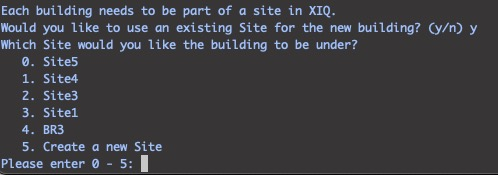 Each building needs to be part of a site in XIQ.
Would you like to use an existing Site for the new building? (y/n) y
Which Site would you like the building to be under?
0. Site5
1. Site4
2. Site3
3. Site1
4. BR3
5. Create a new Site
Please enter 0 - 5: